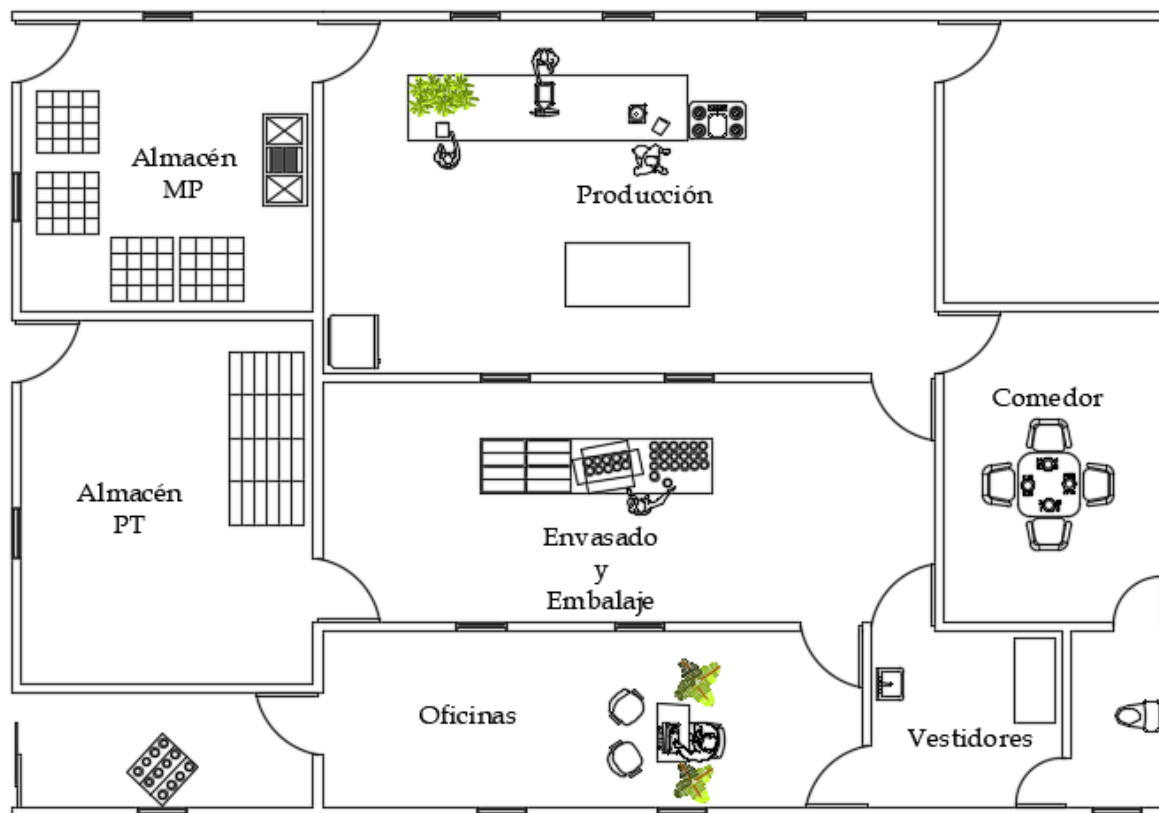 Almacén
MP
Producción
Comedor
Almacén
PT
Envasado
y
Embalaje
Oficinas
Vestidores